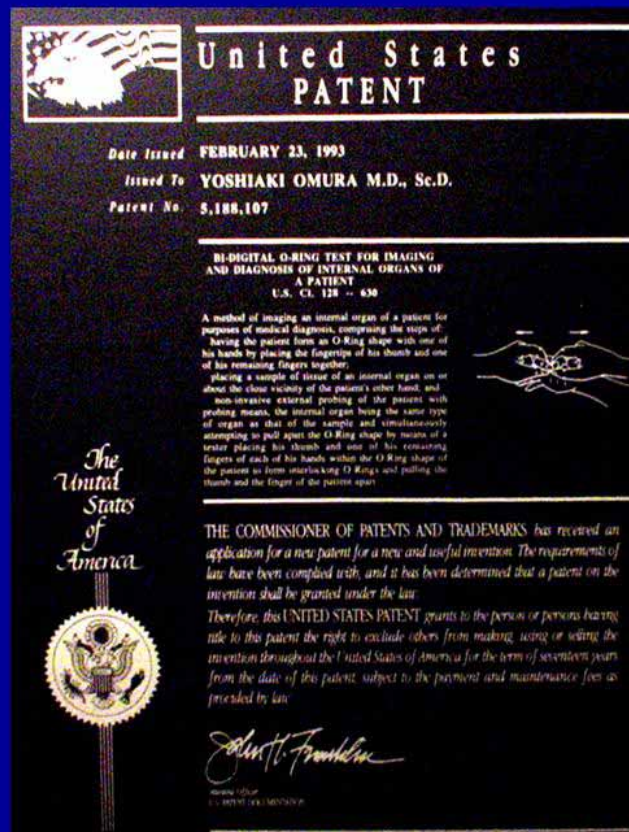 United States
PATENT
Date Issued FEBRUARY 23, 1993
Issued To YOSHIAKI OMURA M.D., Sc.D.
Patent No. 5,188,107
BI-DIGITAL O-RING TEST FOR IMAGING
AND DIAGNOSIS OF INTERNAL ORGANS OF
A PATIENT
U.S. Cl. 128 -- 630
A method of imaging an internal organ of a patient for
purposes of medical diagnosis, comprising the steps of:
having the patient form an O-Ring shape with one of
his hands by placing the fingertips of his thumb and one
of his remaining fingers together;
placing a sample of tissue of an internal organ on or
about the close vicinity of the patient's other hand; and
non-invasive external probing of the patient with
probing means, the internal organ being the same type
of organ as that of the sample and simultaneously
attempting to pull apart the O-Ring shape by means of a
tester placing his thumb and one of his remaining
fingers of each of his hands within the O-Ring shape of
the patient to form interlocking O-Rings and pulling the
thumb and the finger of the patient apart
The
United
States
of
America
THE COMMISSIONER OF PATENTS AND TRADEMARKS has received an
application for a new patent for a new and useful invention. The requirements of
law have been complied with, and it has been determined that a patent on the
invention shall be granted under the law.
Therefore, this UNITED STATES PATENT grants to the person or persons having
title to this patent the right to exclude others from making, using or selling the
invention throughout the United States of America for the term of seventeen years
from the date of this patent, subject to the payment and maintenance fees as
provided by law.